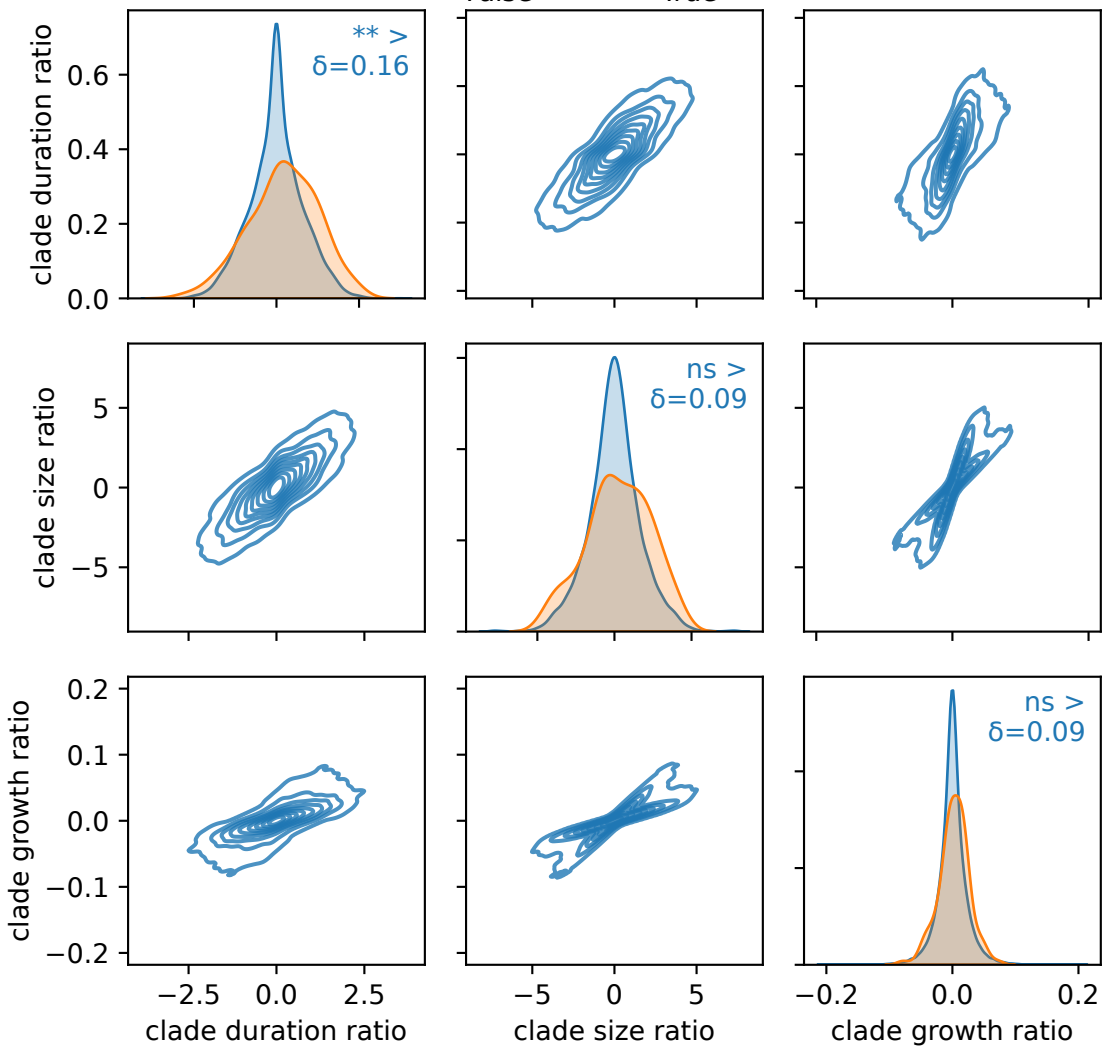 clade duration ratio
0.6
0.4
0.2
0.0
** >
δ=0.16
clade size ratio
5
0
−5
ns >
δ=0.09
clade growth ratio
0.2
0.1
0.0
−0.1
−0.2
ns >
δ=0.09
−2.5 0.0 2.5
−5 0 5
−0.2 0.0 0.2
clade duration ratio
clade size ratio
clade growth ratio